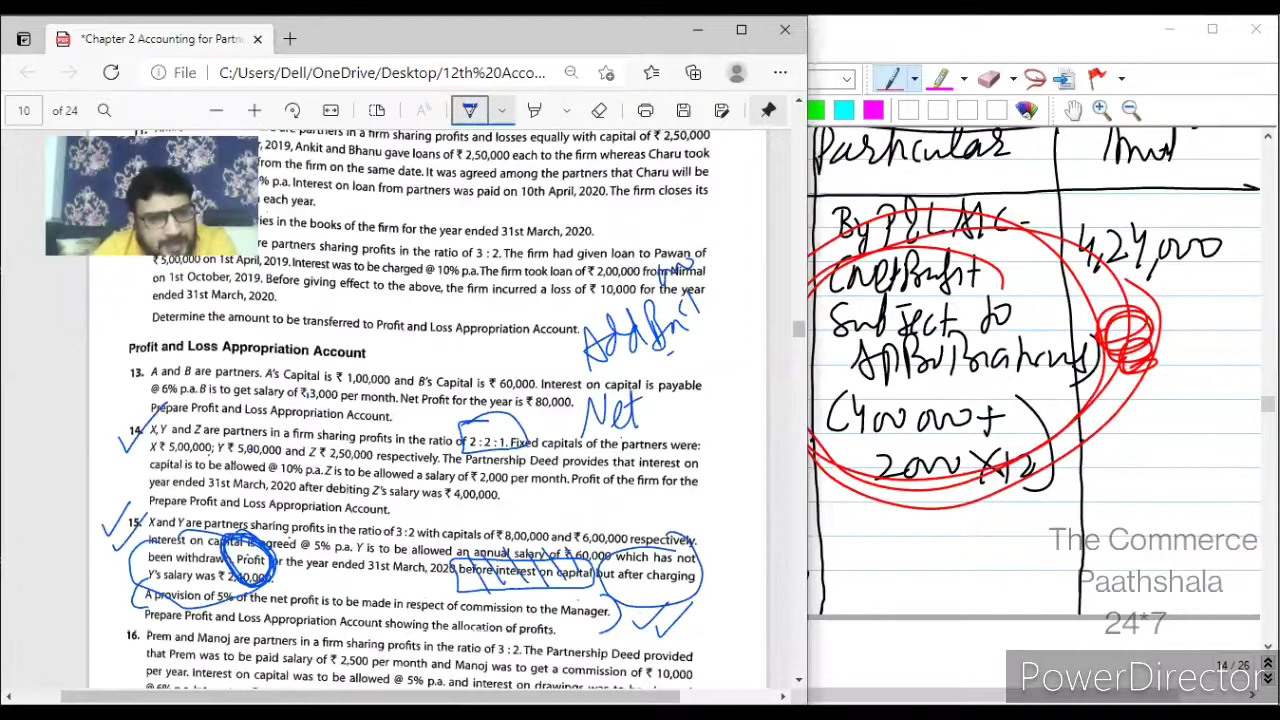 *Chapter 2 Accounting for Partn
File
C:/Users/Dell/OneDrive/Desktop/12th%20Acco...
10 of 24
are partners in a firm sharing profits and losses equally with capital of ₹ 2,50,000
, 2019, Ankit and Bhanu gave loans of ₹ 2,50,000 each to the firm whereas Charu took
from the firm on the same date. It was agreed among the partners that Charu will be
% p.a. Interest on loan from partners was paid on 10th April, 2020. The firm closes its
each year.
ies in the books of the firm for the year ended 31st March, 2020.
re partners sharing profits in the ratio of 3 : 2. The firm had given loan to Pawan of
₹ 5,00,000 on 1st April, 2019. Interest was to be charged @ 10% p.a. The firm took loan of ₹ 2,00,000 from Nirmal
on 1st October, 2019. Before giving effect to the above, the firm incurred a loss of ₹ 10,000 for the year
ended 31st March, 2020.
Determine the amount to be transferred to Profit and Loss Appropriation Account.
Add
Profit and Loss Appropriation Account
13. A and B are partners. A's Capital is ₹ 1,00,000 and B's Capital is ₹ 60,000. Interest on capital is payable
@ 6% p.a. B is to get salary of ₹ 3,000 per month. Net Profit for the year is ₹ 80,000.
Prepare Profit and Loss Appropriation Account.
Net
14. X, Y and Z are partners in a firm sharing profits in the ratio of 2 : 2 : 1. Fixed capitals of the partners were:
X ₹ 5,00,000; Y ₹ 5,00,000 and Z ₹ 2,50,000 respectively. The Partnership Deed provides that interest on
capital is to be allowed @ 10% p.a. Z is to be allowed a salary of ₹ 2,000 per month. Profit of the firm for the
year ended 31st March, 2020 after debiting Z's salary was ₹ 4,00,000.
Prepare Profit and Loss Appropriation Account.
15. X and Y are partners sharing profits in the ratio of 3 : 2 with capitals of ₹ 8,00,000 and ₹ 6,00,000 respectively.
Interest on capital is agreed @ 5% p.a. Y is to be allowed an annual salary of ₹ 60,000 which has not
been withdrawn. Profit for the year ended 31st March, 2020 before interest on capital but after charging
Y's salary was ₹ 2,40,000.
A provision of 5% of the net profit is to be made in respect of commission to the Manager.
Prepare Profit and Loss Appropriation Account showing the allocation of profits.
16. Prem and Manoj are partners in a firm sharing profits in the ratio of 3 : 2. The Partnership Deed provided
that Prem was to be paid salary of ₹ 2,500 per month and Manoj was to get a commission of ₹ 10,000
per year. Interest on capital was to be allowed @ 5% p.a. and interest on drawings was to be
Particular
Amt
By P&L A/C -
4,24,000
(Net Profit
Subject to
(400000+
2000X12)
The Commerce
Paathshala
24*7
14 / 26
PowerDirector